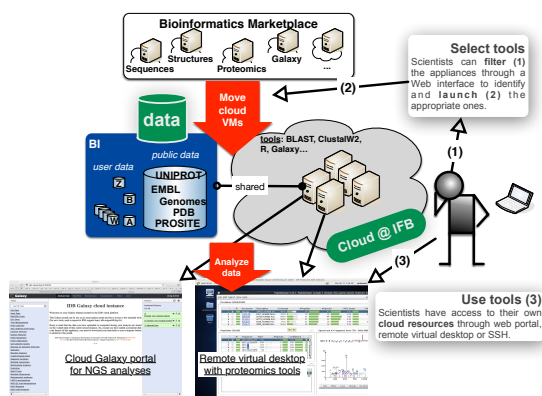 Bioinformatics Marketplace
Sequences
Structures
Proteomics
Galaxy
...
(2)
Select tools
Scientists can filter (1)
the appliances through a
Web interface to identify
and launch (2) the
appropriate ones.
Move
cloud
VMs
data
BI
public data
user data
UNIPROT
EMBL
Genomes
PDB
PROSITE
Z
B
W
A
shared
tools: BLAST, ClustalW2,
R, Galaxy…
Cloud @ IFB
(1)
(3)
Analyze
data
Use tools (3)
Scientists have access to their own
cloud resources through web portal,
remote virtual desktop or SSH.
Galaxy
IFB Galaxy cloud instance
Cloud Galaxy portal
for NGS analyses
Remote virtual desktop
with proteomics tools